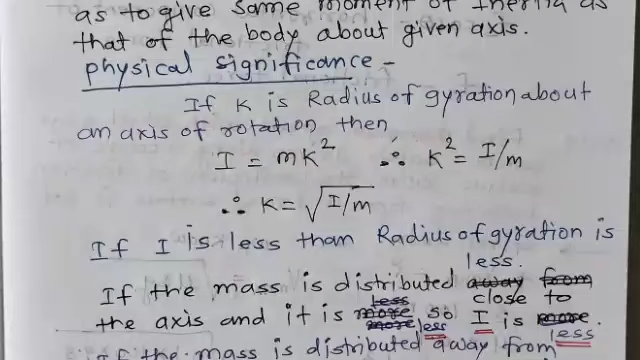 as to give same moment of Inertia as
that of the body about given axis.
physical significance -
If K is Radius of gyration about
an axis of rotation then
I = mK² ∴ K² = I/m
∴ K = √I/m
If I is less than Radius of gyration is
less.
If the mass is distributed away from
close to
the axis and it is more so I is more.
less
more less less
If the mass is distributed away from